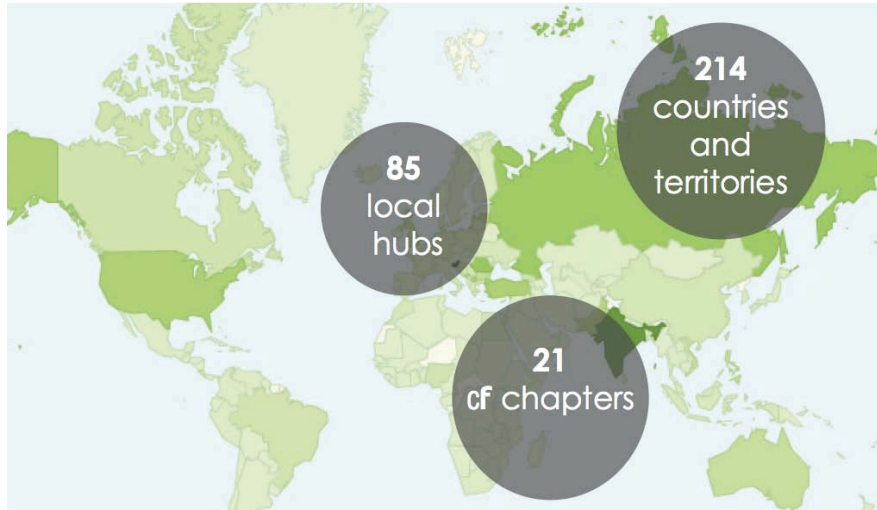 214
countries
and
territories
85
local
hubs
21
cf chapters